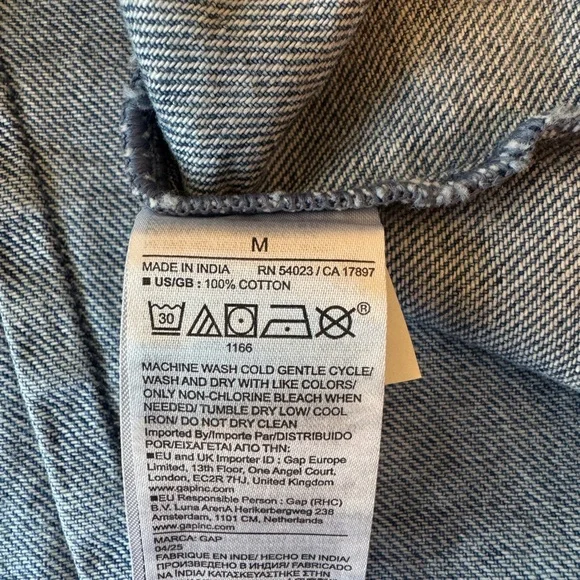 M
MADE IN INDIA RN 54023 / CA 17897
■ US/GB : 100% COTTON
30 ®
1166
MACHINE WASH COLD GENTLE CYCLE/
WASH AND DRY WITH LIKE COLORS/
ONLY NON-CHLORINE BLEACH WHEN
NEEDED/ TUMBLE DRY LOW/ COOL
IRON/ DO NOT DRY CLEAN
Imported By/Importe Par/DISTRIBUIDO
POR/ΕΙΣΑΓΕΤΑΙ ΑΠΟ ΤΗΝ:
■EU and UK Importer ID : Gap Europe
Limited, 13th Floor, One Angel Court.
London, EC2R 7HJ, United Kingdom
www.gapinc.com
■EU Responsible Person : Gap (RHC)
B.V. Luna ArenA Herikerbergweg 238
Amsterdam, 1101 CM, Netherlands
www.gapinc.com
MARCA: GAP
04/25
FABRIQUE EN INDE/ HECHO EN INDIA/
ПРОИЗВЕДЕНО В ИНДИЯ/ FABRICADO
NA ÍNDIA/ ΚΑΤΑΣΚΕΥΑΣΤΗΚΕ ΣΤΗΝ